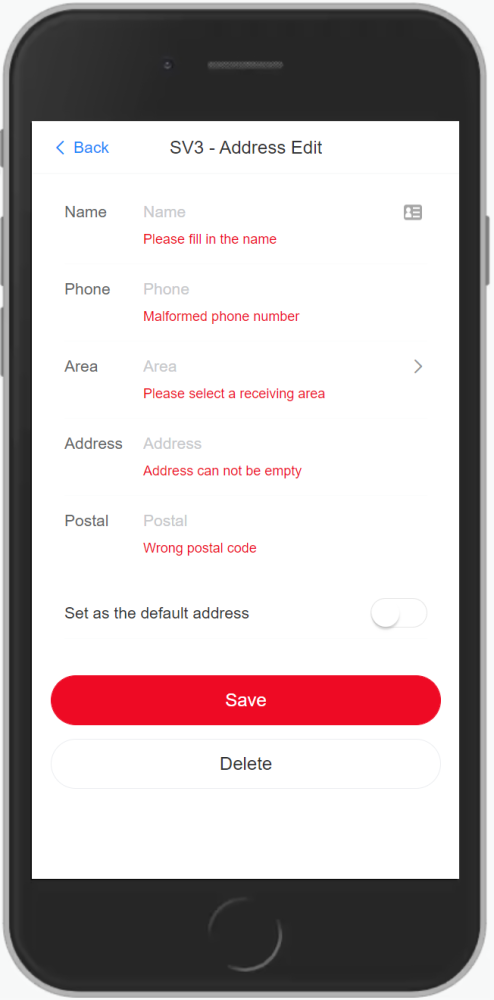 Back SV3 - Address Edit
Name Name
Please fill in the name
Phone Phone
Malformed phone number
Area Area
Please select a receiving area
Address Address
Address can not be empty
Postal Postal
Wrong postal code
Set as the default address
Save
Delete